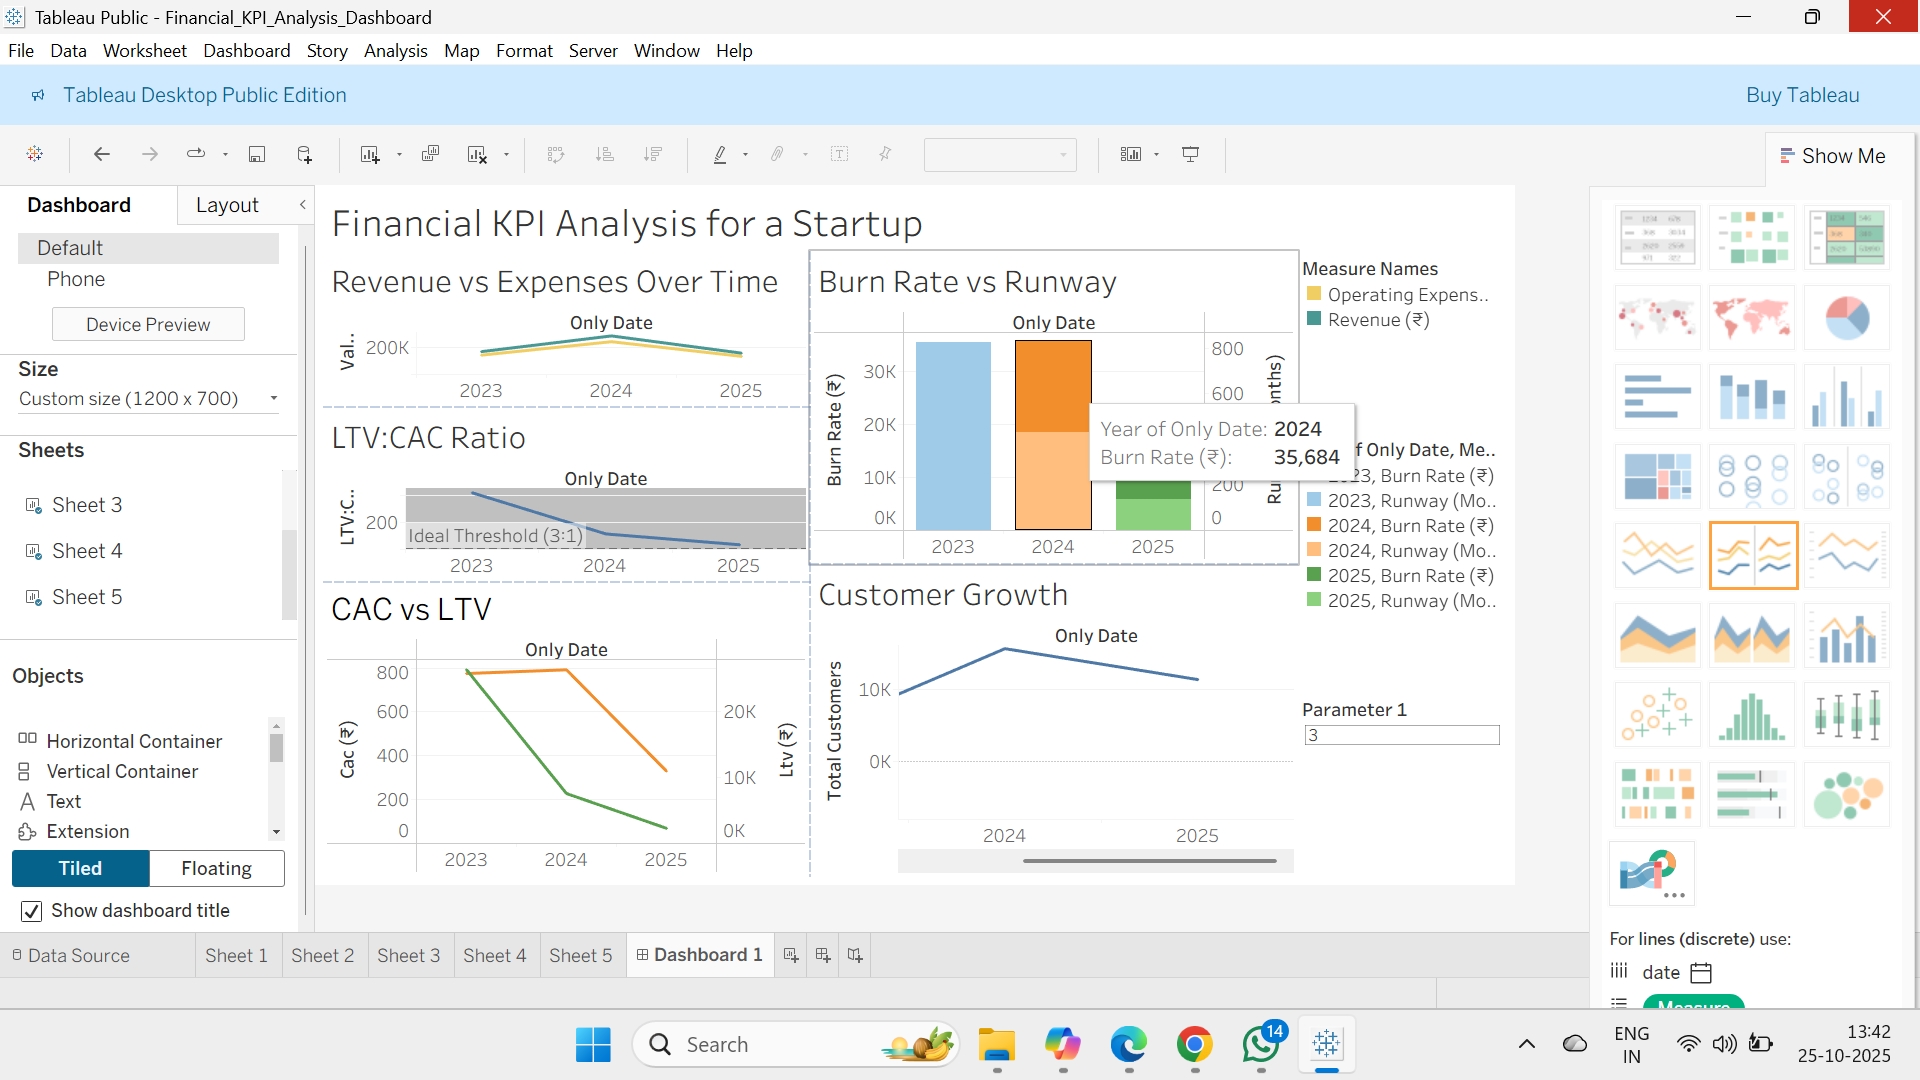 Tableau Public - Financial_KPI_Analysis_Dashboard
File Data Worksheet Dashboard Story Analysis Map Format Server Window Help
Tableau Desktop Public Edition
Buy Tableau
Show Me
Dashboard
Layout
Default
Phone
Device Preview
Size
Custom size (1200 x 700)
Sheets
Sheet 3
Sheet 4
Sheet 5
Objects
Horizontal Container
Vertical Container
Text
Extension
Tiled
Floating
Show dashboard title
Financial KPI Analysis for a Startup
Revenue vs Expenses Over Time
Only Date
Val..
200K
2023 2024 2025
LTV:CAC Ratio
Only Date
LTV:C..
200
Ideal Threshold (3:1)
2023 2024 2025
CAC vs LTV
Only Date
Cac (₹)
800
600
400
200
0
20K
10K
0K
Ltv (₹)
2023 2024 2025
Burn Rate vs Runway
Only Date
Burn Rate (₹)
30K
20K
10K
0K
800
600
200
0
2023 2024 2025
Year of Only Date: 2024
Burn Rate (₹): 35,684
Customer Growth
Only Date
Total Customers
10K
0K
2024 2025
Measure Names
Operating Expens..
Revenue (₹)
f Only Date, Me..
Burn Rate (₹)
2023, Runway (Mo..
2024, Burn Rate (₹)
2024, Runway (Mo..
2025, Burn Rate (₹)
2025, Runway (Mo..
Parameter 1
3
For lines (discrete) use:
date
Measure
Data Source
Sheet 1
Sheet 2
Sheet 3
Sheet 4
Sheet 5
Dashboard 1
Search
14
ENG
IN
13:42
25-10-2025